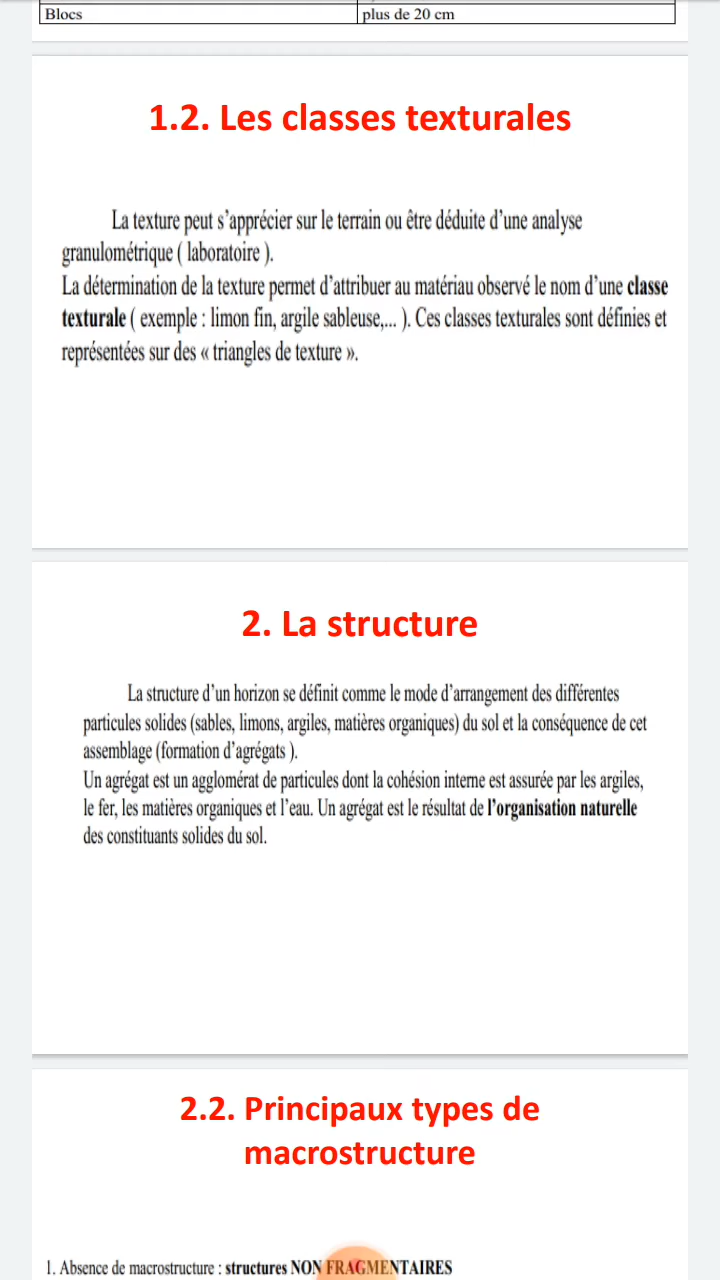 Blocs plus de 20 cm
1.2. Les classes texturales
La texture peut s'apprécier sur le terrain ou être déduite d'une analyse
granulométrique ( laboratoire ).
La détermination de la texture permet d'attribuer au matériau observé le nom d'une classe
texturale ( exemple : limon fin, argile sableuse,... ). Ces classes texturales sont définies et
représentées sur des « triangles de texture ».
2. La structure
La structure d'un horizon se définit comme le mode d'arrangement des différentes
particules solides (sables, limons, argiles, matières organiques) du sol et la conséquence de cet
assemblage (formation d'agrégats ).
Un agrégat est un agglomérat de particules dont la cohésion interne est assurée par les argiles,
le fer, les matières organiques et l'eau. Un agrégat est le résultat de l'organisation naturelle
des constituants solides du sol.
2.2. Principaux types de
macrostructure
1. Absence de macrostructure : structures NON FRAGMENTAIRES